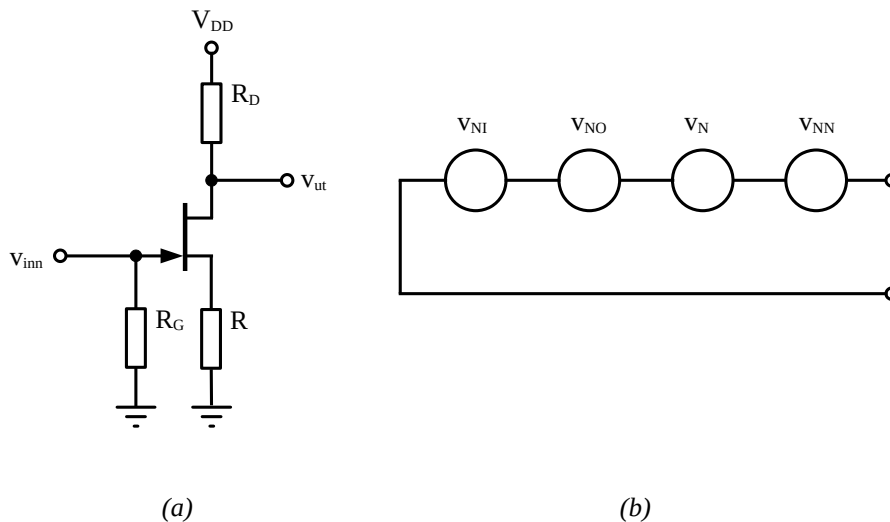 V_DD
R_D
v_ut
v_inn
R_G
R
(a)
v_NI
v_NO
v_N
v_NN
(b)